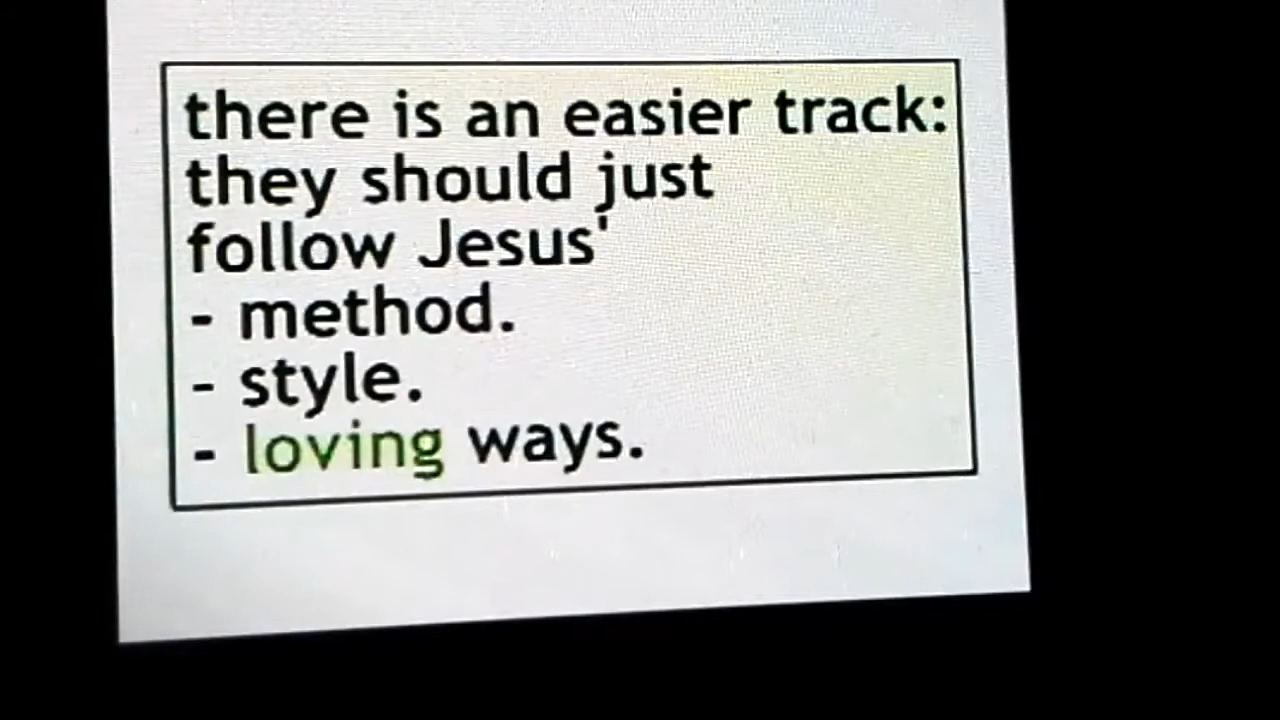 there is an easier track:
they should just
follow Jesus'
- method.
- style.
- loving ways.